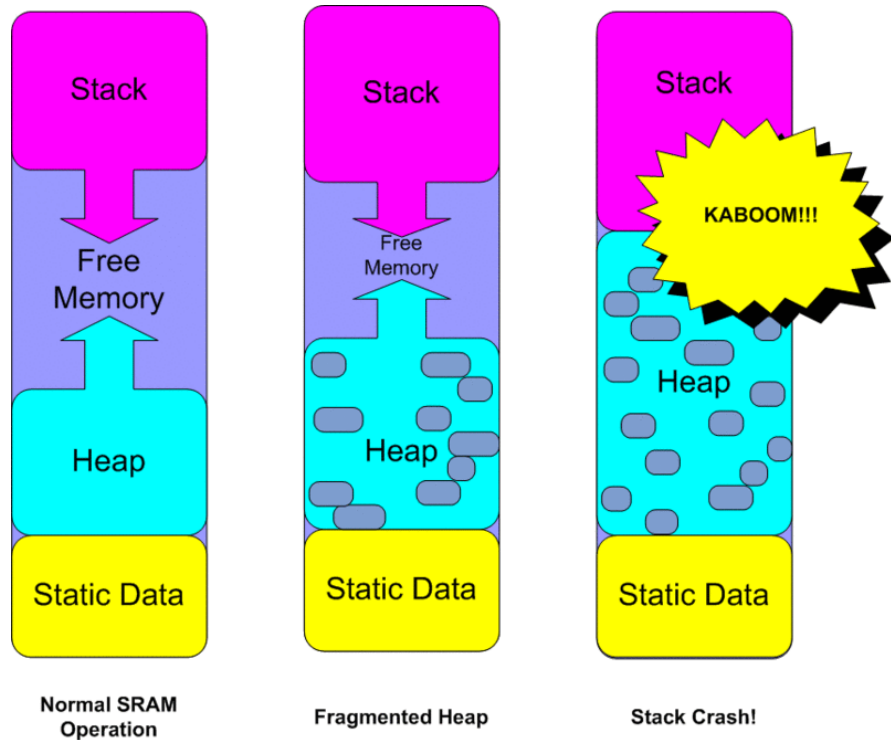 Stack
Free
Memory
Heap
Static Data
Normal SRAM
Operation
Stack
Free
Memory
Heap
Static Data
Fragmented Heap
Stack
KABOOM!!!
Heap
Static Data
Stack Crash!